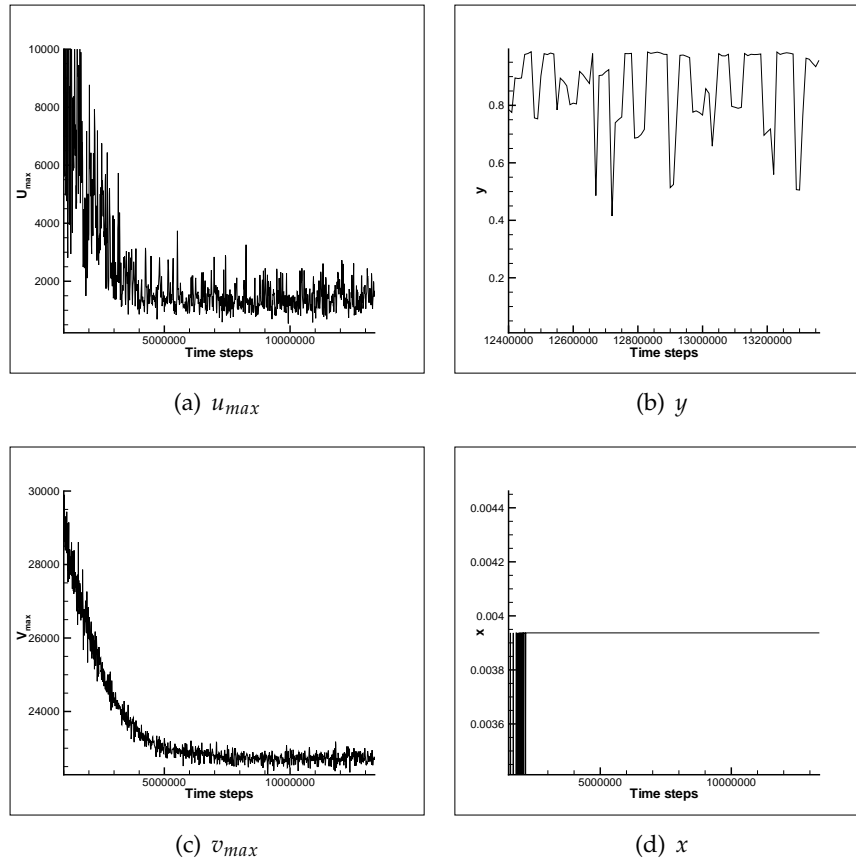 10000
8000
6000
4000
2000
U max
5000000 10000000
Time steps
(a) u_max
0.8
0.6
0.4
0.2
y
12400000 12600000 12800000 13000000 13200000
Time steps
(b) y
30000
28000
26000
24000
V max
5000000 10000000
Time steps
(c) v_max
0.0044
0.0042
0.004
0.0038
0.0036
x
5000000 10000000
Time steps
(d) x